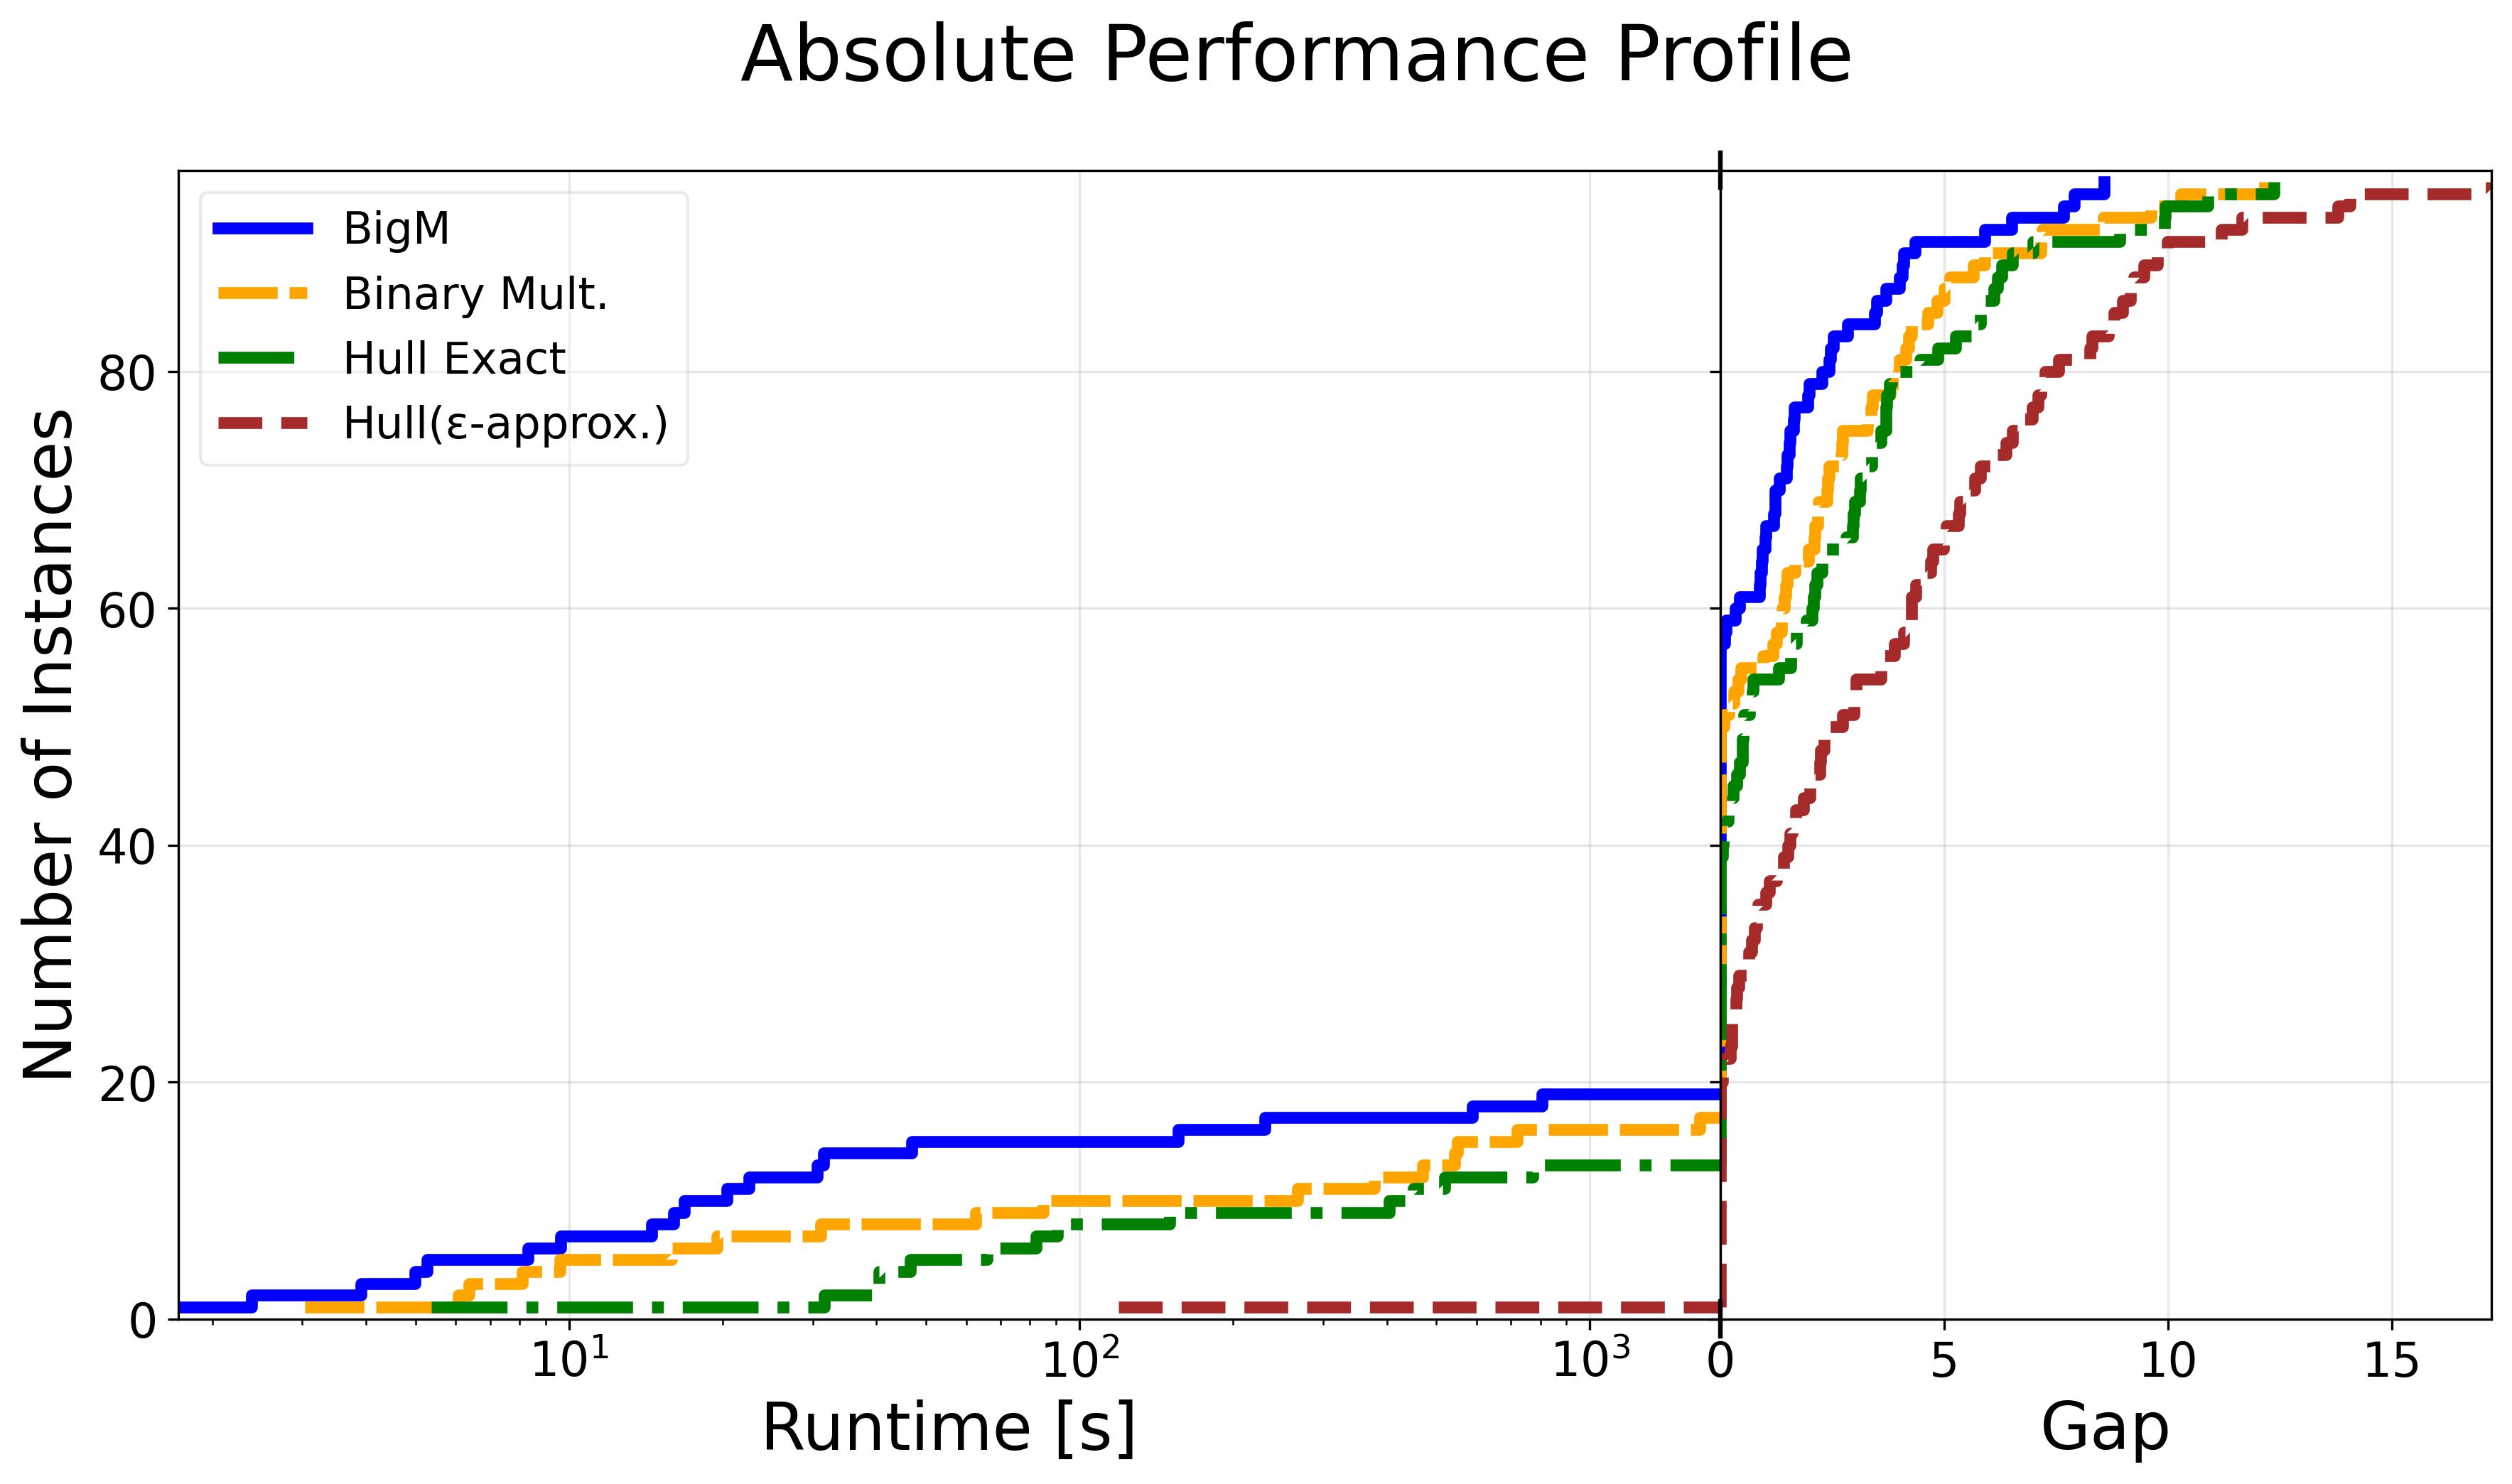 Absolute Performance Profile
BigM
Binary Mult.
Hull Exact
Hull(ε-approx.)
Number of Instances
80
60
40
20
0
10¹
10²
10³
0
5
10
15
Runtime [s]
Gap